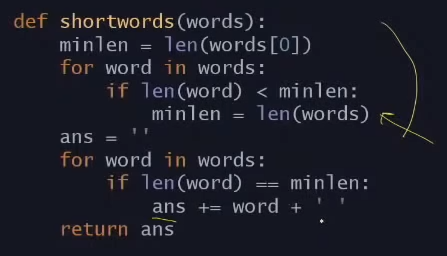 def shortwords(words):
    minlen = len(words[0])
    for word in words:
        if len(word) < minlen:
            minlen = len(words)
    ans = ''
    for word in words:
        if len(word) == minlen:
            ans += word + ' '
    return ans